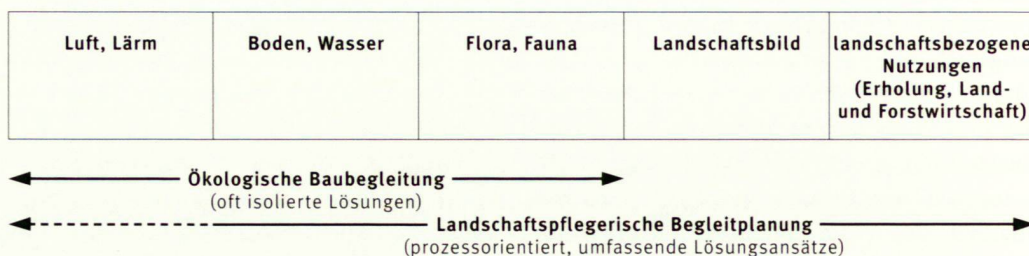 Luft, Lärm
Boden, Wasser
Flora, Fauna
Landschaftsbild
landschaftsbezogene
Nutzungen
(Erholung, Land-
und Forstwirtschaft)
Ökologische Baubegleitung
(oft isolierte Lösungen)
Landschaftspflegerische Begleitplanung
(prozessorientiert, umfassende Lösungsansätze)